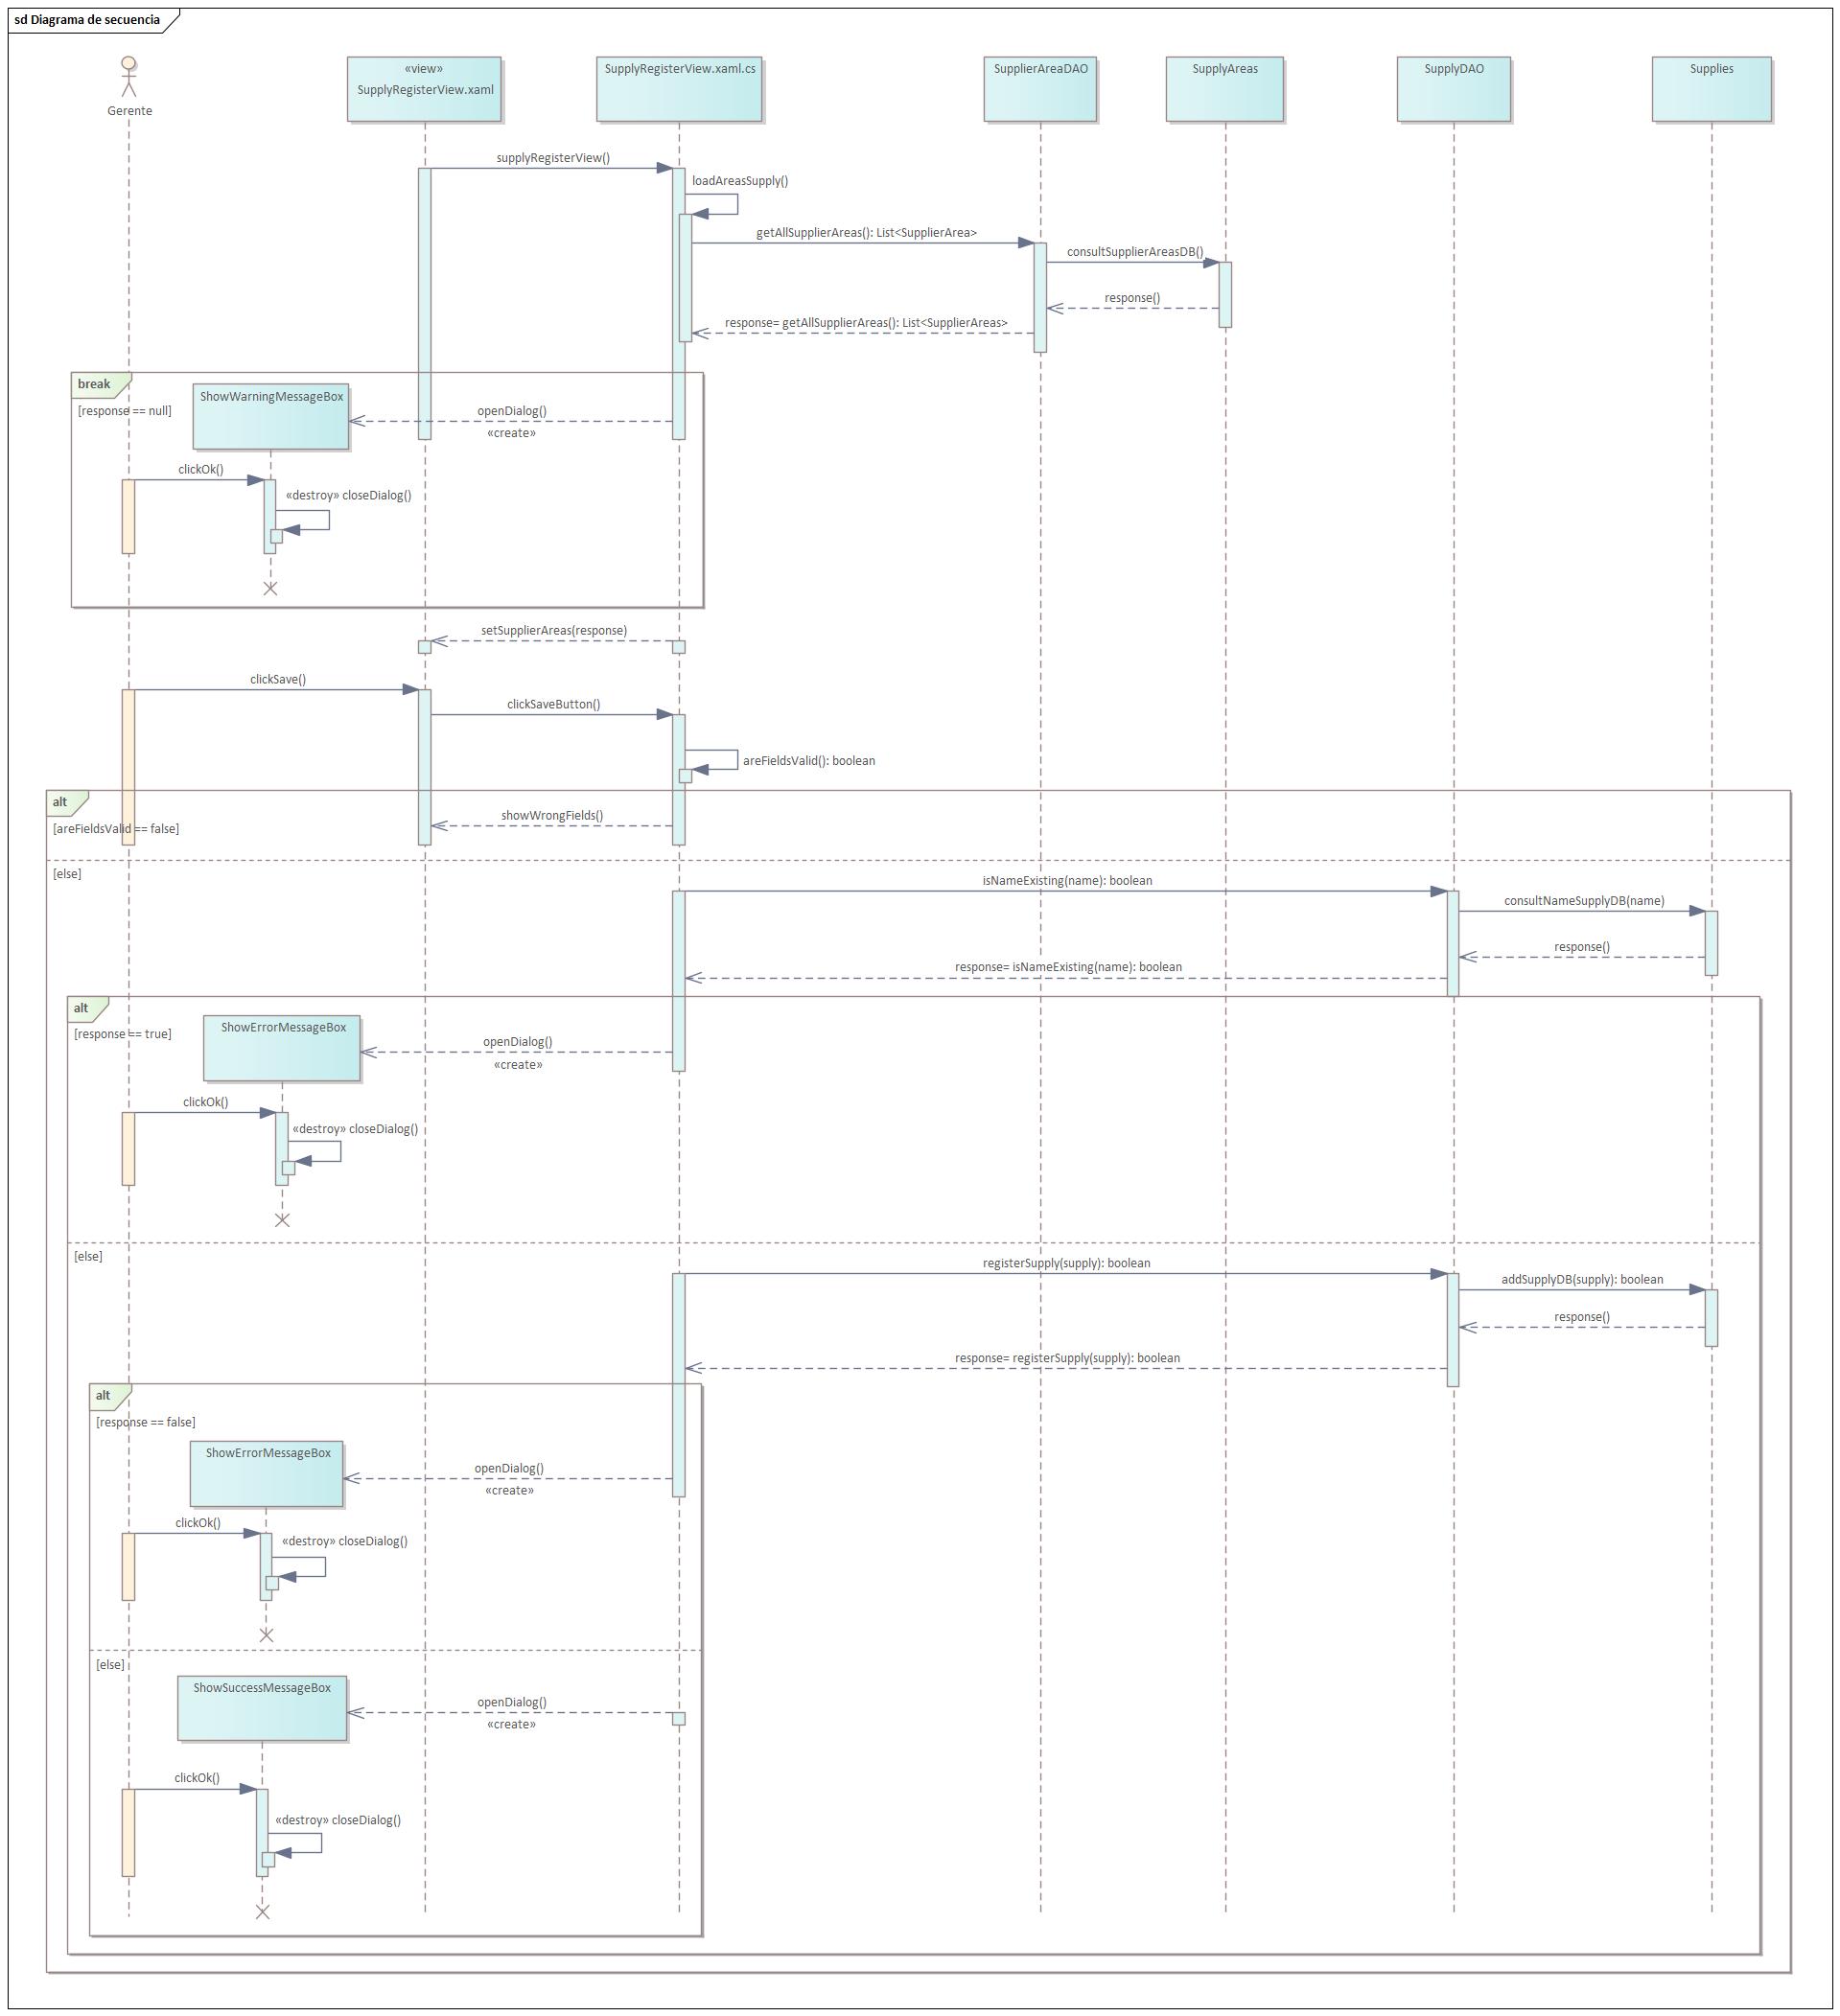 sd Diagrama de secuencia
Gerente
«view»
SupplyRegisterView.xaml
SupplyRegisterView.xaml.cs
SupplierAreaDAO
SupplyAreas
SupplyDAO
Supplies
supplyRegisterView()
loadAreasSupply()
getAllSupplierAreas(): List<SupplierArea>
consultSupplierAreasDB()
response()
response= getAllSupplierAreas(): List<SupplierAreas>
break
[response == null]
ShowWarningMessageBox
openDialog()
«create»
clickOk()
«destroy» closeDialog()
setSupplierAreas(response)
clickSave()
clickSaveButton()
areFieldsValid(): boolean
alt
[areFieldsValid == false]
showWrongFields()
[else]
isNameExisting(name): boolean
consultNameSupplyDB(name)
response()
response= isNameExisting(name): boolean
alt
[response == true]
ShowErrorMessageBox
openDialog()
«create»
clickOk()
«destroy» closeDialog()
[else]
registerSupply(supply): boolean
addSupplyDB(supply): boolean
response()
response= registerSupply(supply): boolean
alt
[response == false]
ShowErrorMessageBox
openDialog()
«create»
clickOk()
«destroy» closeDialog()
[else]
ShowSuccessMessageBox
openDialog()
«create»
clickOk()
«destroy» closeDialog()